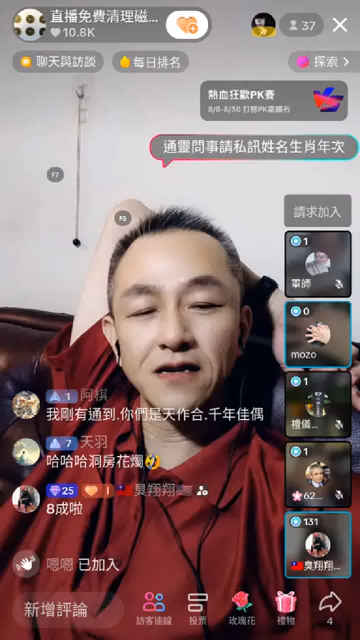 直播免費清理磁...
10.8K
37
聊天與訪談
每日排名
探索
熱血狂歡PK賽
8/8-8/30 打榜PK贏鑽石
通靈問事請私訊姓名生肖年次
F7
F9
請求加入
1
軍師
0
mozo
1
禮儀...
1
🌸62...
131
🇹🇼臭翔翔...
1 阿棋
我剛有通到.你們是天作合.千年佳偶
7 天羽
哈哈哈洞房花燭🤣
25 I 🇹🇼臭翔翔🇺🇸
8成啦
嗯嗯 已加入
新增評論
訪客連線
投票
玫瑰花
禮物
4